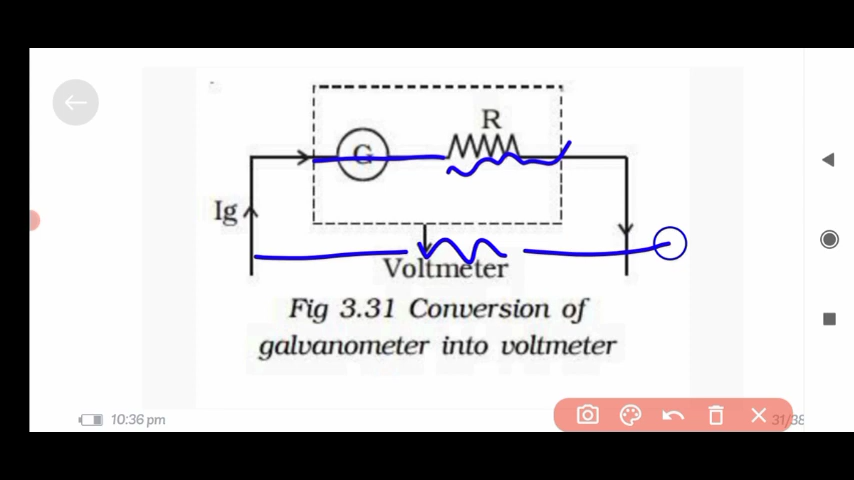 R
G
Ig
Voltmeter
Fig 3.31 Conversion of
galvanometer into voltmeter
10:36 pm
31/38